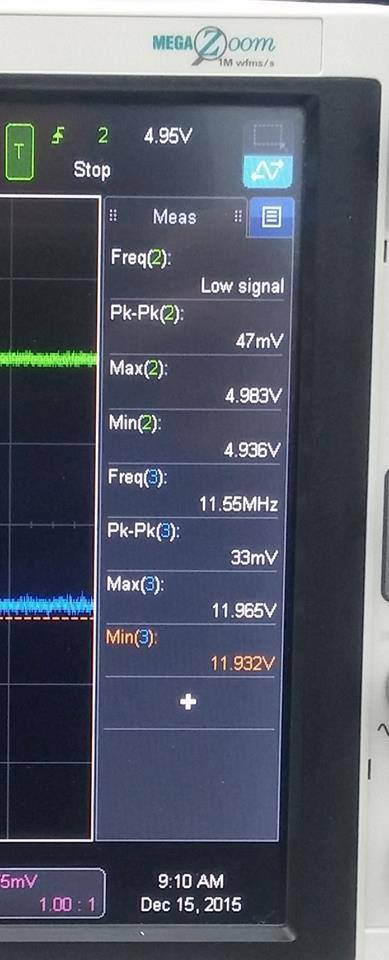 MEGA Zoom
1M wfms/s
T 2 4.95V
Stop
Meas
Freq(2):
Low signal
Pk-Pk(2):
47mV
Max(2):
4.983V
Min(2):
4.936V
Freq(3):
11.55MHz
Pk-Pk(3):
33mV
Max(3):
11.965V
Min(3):
11.932V
5mV
1.00 : 1
9:10 AM
Dec 15, 2015